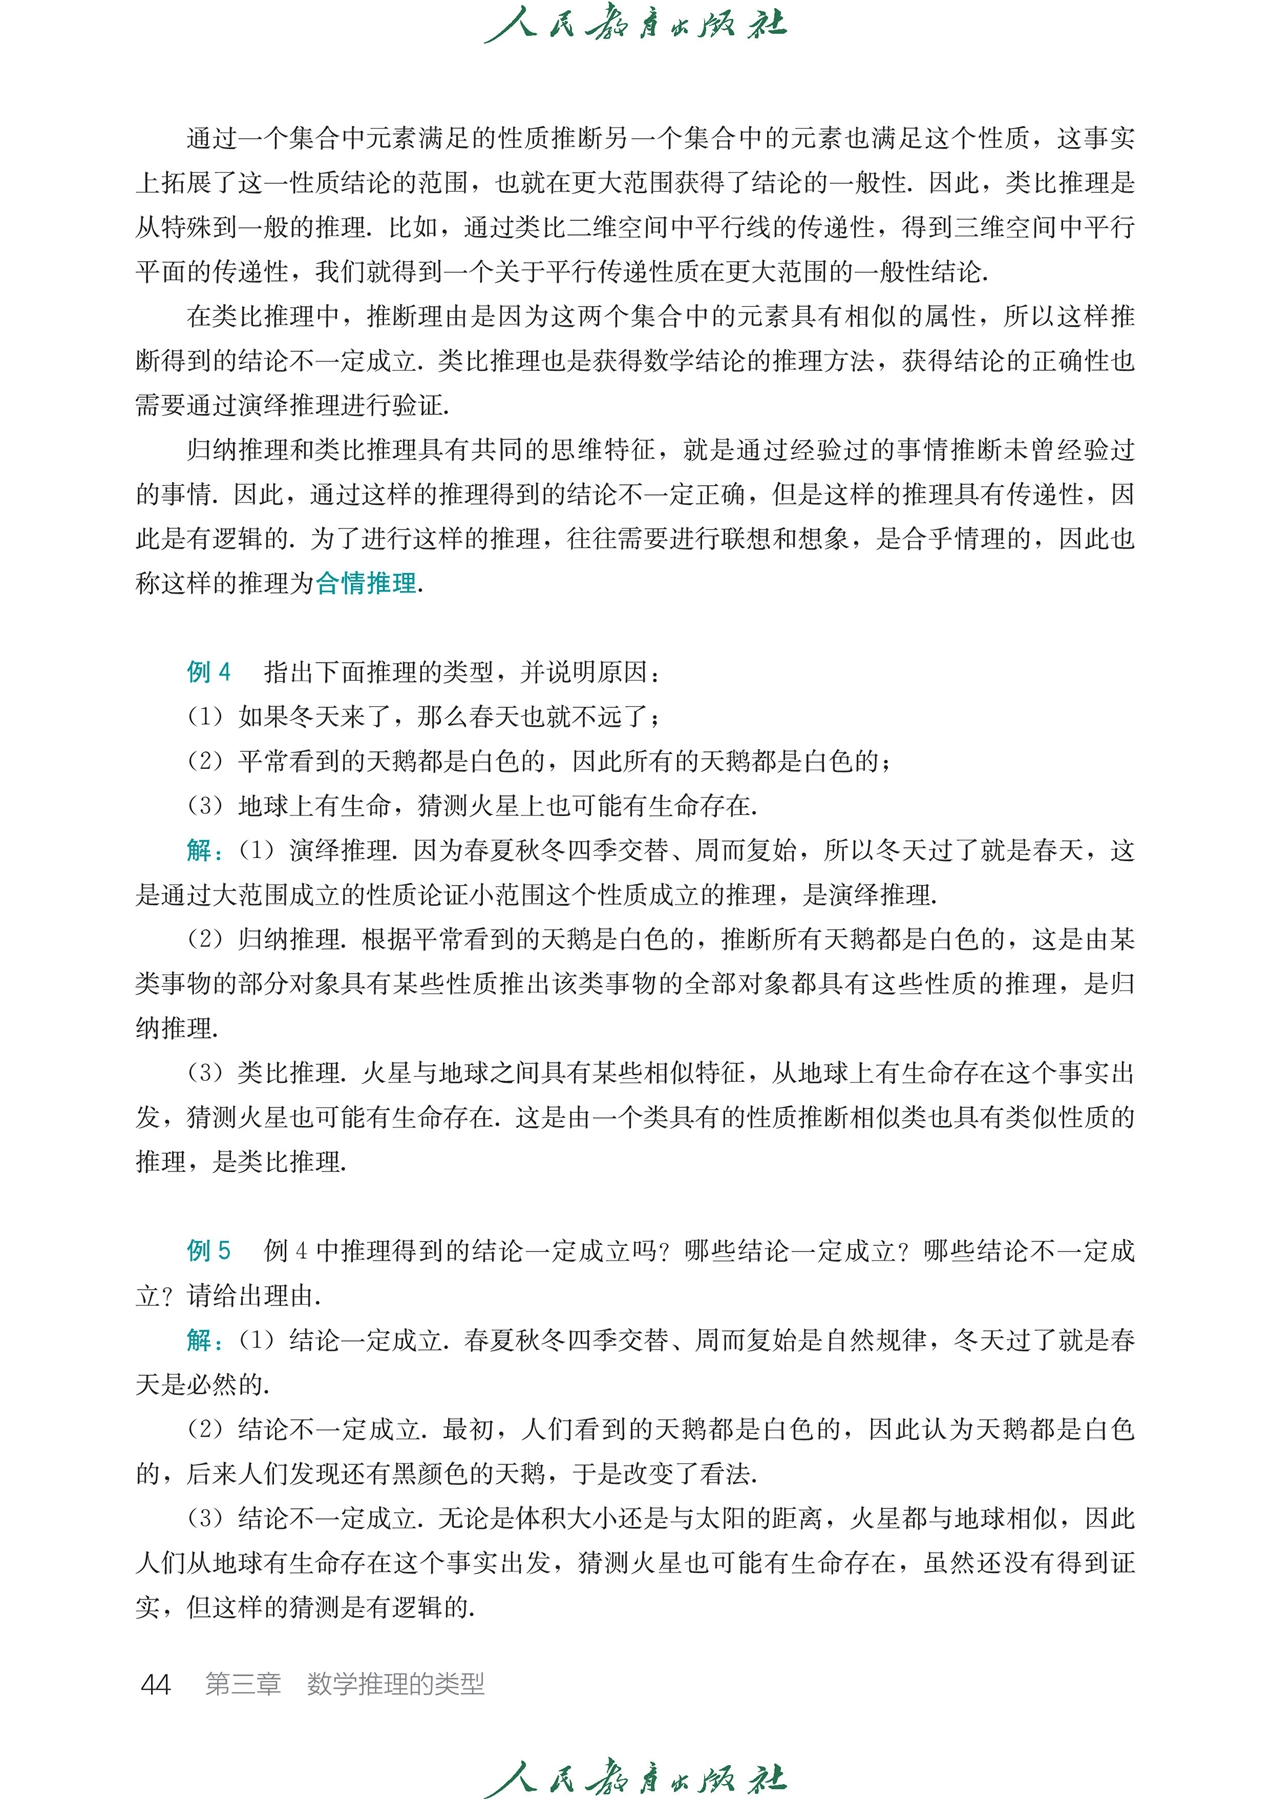 人民教育出版社
通过一个集合中元素满足的性质推断另一个集合中的元素也满足这个性质，这事实
上拓展了这一性质结论的范围，也就在更大范围获得了结论的一般性. 因此，类比推理是
从特殊到一般的推理. 比如，通过类比二维空间中平行线的传递性，得到三维空间中平行
平面的传递性，我们就得到一个关于平行传递性质在更大范围的一般性结论.
在类比推理中，推断理由是因为这两个集合中的元素具有相似的属性，所以这样推
断得到的结论不一定成立. 类比推理也是获得数学结论的推理方法，获得结论的正确性也
需要通过演绎推理进行验证.
归纳推理和类比推理具有共同的思维特征，就是通过经验过的事情推断未曾经验过
的事情. 因此，通过这样的推理得到的结论不一定正确，但是这样的推理具有传递性，因
此是有逻辑的. 为了进行这样的推理，往往需要进行联想和想象，是合乎情理的，因此也
称这样的推理为合情推理.
例 4 指出下面推理的类型，并说明原因：
（1）如果冬天来了，那么春天也就不远了；
（2）平常看到的天鹅都是白色的，因此所有的天鹅都是白色的；
（3）地球上有生命，猜测火星上也可能有生命存在.
解：（1）演绎推理. 因为春夏秋冬四季交替、周而复始，所以冬天过了就是春天，这
是通过大范围成立的性质论证小范围这个性质成立的推理，是演绎推理.
（2）归纳推理. 根据平常看到的天鹅是白色的，推断所有天鹅都是白色的，这是由某
类事物的部分对象具有某些性质推出该类事物的全部对象都具有这些性质的推理，是归
纳推理.
（3）类比推理. 火星与地球之间具有某些相似特征，从地球上有生命存在这个事实出
发，猜测火星也可能有生命存在. 这是由一个类具有的性质推断相似类也具有类似性质的
推理，是类比推理.
例 5 例 4 中推理得到的结论一定成立吗？哪些结论一定成立？哪些结论不一定成
立？请给出理由.
解：（1）结论一定成立. 春夏秋冬四季交替、周而复始是自然规律，冬天过了就是春
天是必然的.
（2）结论不一定成立. 最初，人们看到的天鹅都是白色的，因此认为天鹅都是白色
的，后来人们发现还有黑颜色的天鹅，于是改变了看法.
（3）结论不一定成立. 无论是体积大小还是与太阳的距离，火星都与地球相似，因此
人们从地球有生命存在这个事实出发，猜测火星也可能有生命存在，虽然还没有得到证
实，但这样的猜测是有逻辑的.
44 第三章 数学推理的类型
人民教育出版社